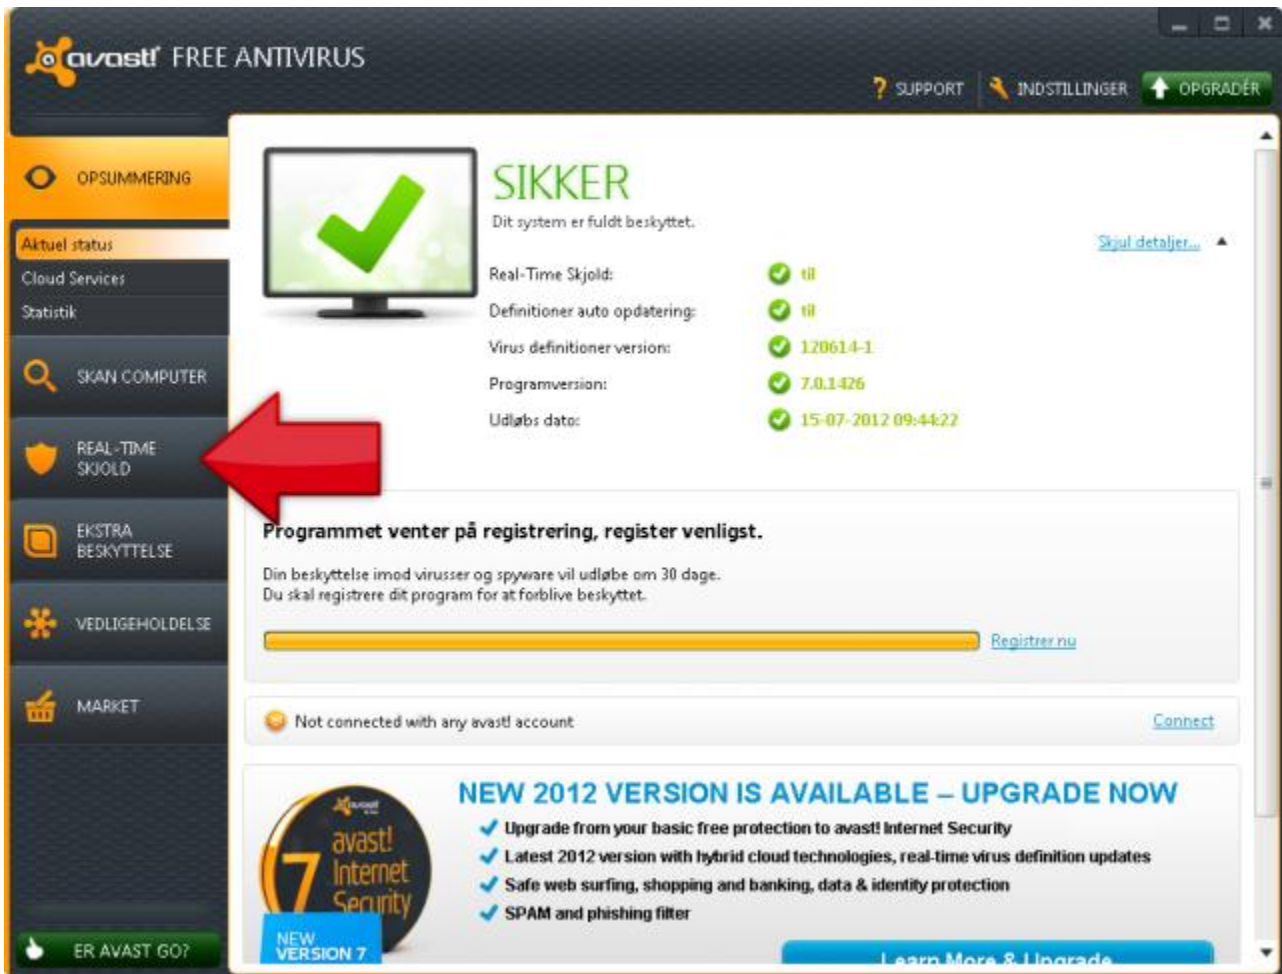 avast! FREE ANTIVIRUS
SUPPORT
INDSTILLINGER
OPGRADÉR
OPSUMMERING
Aktuel status
Cloud Services
Statistik
SKAN COMPUTER
REAL-TIME
SKJOLD
EKSTRA
BESKYTTELSE
VEDLIGEHOLDELSE
MARKET
ER AVAST GO?
SIKKER
Dit system er fuldt beskyttet.
Skjul detaljer...
Real-Time Skjold: til
Definitioner auto opdatering: til
Virus definitioner version: 120614-1
Programversion: 7.0.1426
Udløbs dato: 15-07-2012 09:44:22
Programmet venter på registrering, register venligst.
Din beskyttelse imod virusser og spyware vil udløbe om 30 dage.
Du skal registrere dit program for at forblive beskyttet.
Registrer nu
Not connected with any avast! account
Connect
avast!
avast!
7 Internet
Security
NEW
VERSION 7
NEW 2012 VERSION IS AVAILABLE – UPGRADE NOW
Upgrade from your basic free protection to avast! Internet Security
Latest 2012 version with hybrid cloud technologies, real-time virus definition updates
Safe web surfing, shopping and banking, data & identity protection
SPAM and phishing filter
Learn More & Upgrade